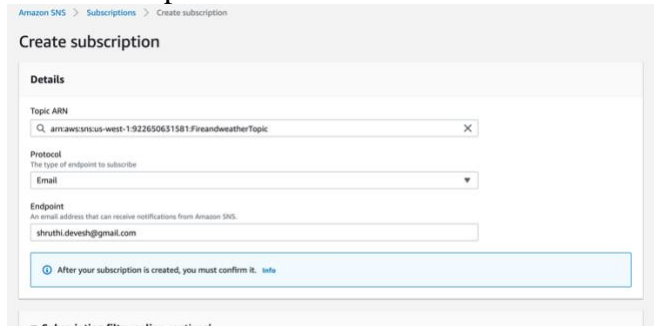 Amazon SNS > Subscriptions > Create subscription
Create subscription
Details
Topic ARN
arn:aws:sns:us-west-1:922650631581:FireandweatherTopic
Protocol
The type of endpoint to subscribe
Email
Endpoint
An email address that can receive notifications from Amazon SNS.
shruthi.devesh@gmail.com
After your subscription is created, you must confirm it. Info